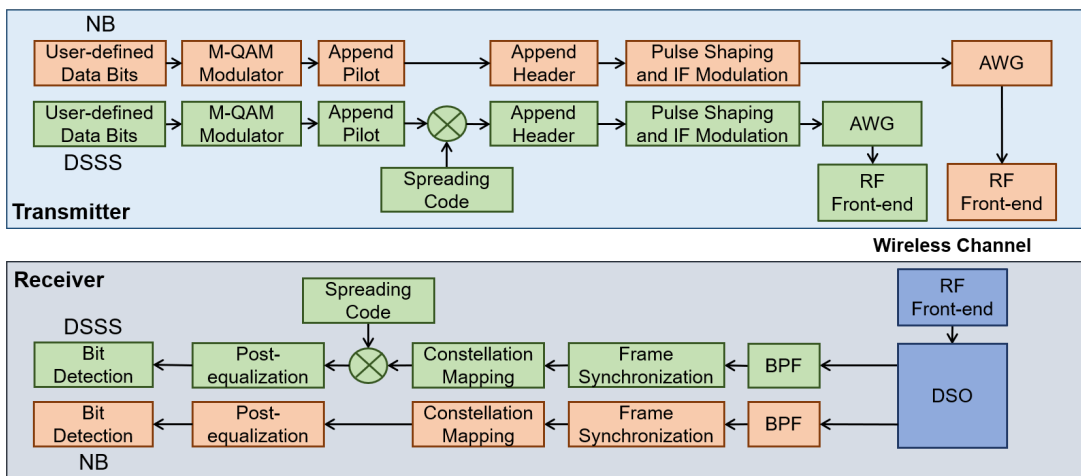 NB
User-defined
Data Bits
M-QAM
Modulator
Append
Pilot
Append
Header
Pulse Shaping
and IF Modulation
AWG
User-defined
Data Bits
M-QAM
Modulator
Append
Pilot
Append
Header
Pulse Shaping
and IF Modulation
AWG
DSSS
Spreading
Code
RF
Front-end
RF
Front-end
Transmitter
Wireless Channel
Receiver
RF
Front-end
Spreading
Code
DSSS
Bit
Detection
Post-
equalization
Constellation
Mapping
Frame
Synchronization
BPF
DSO
Bit
Detection
Post-
equalization
Constellation
Mapping
Frame
Synchronization
BPF
NB